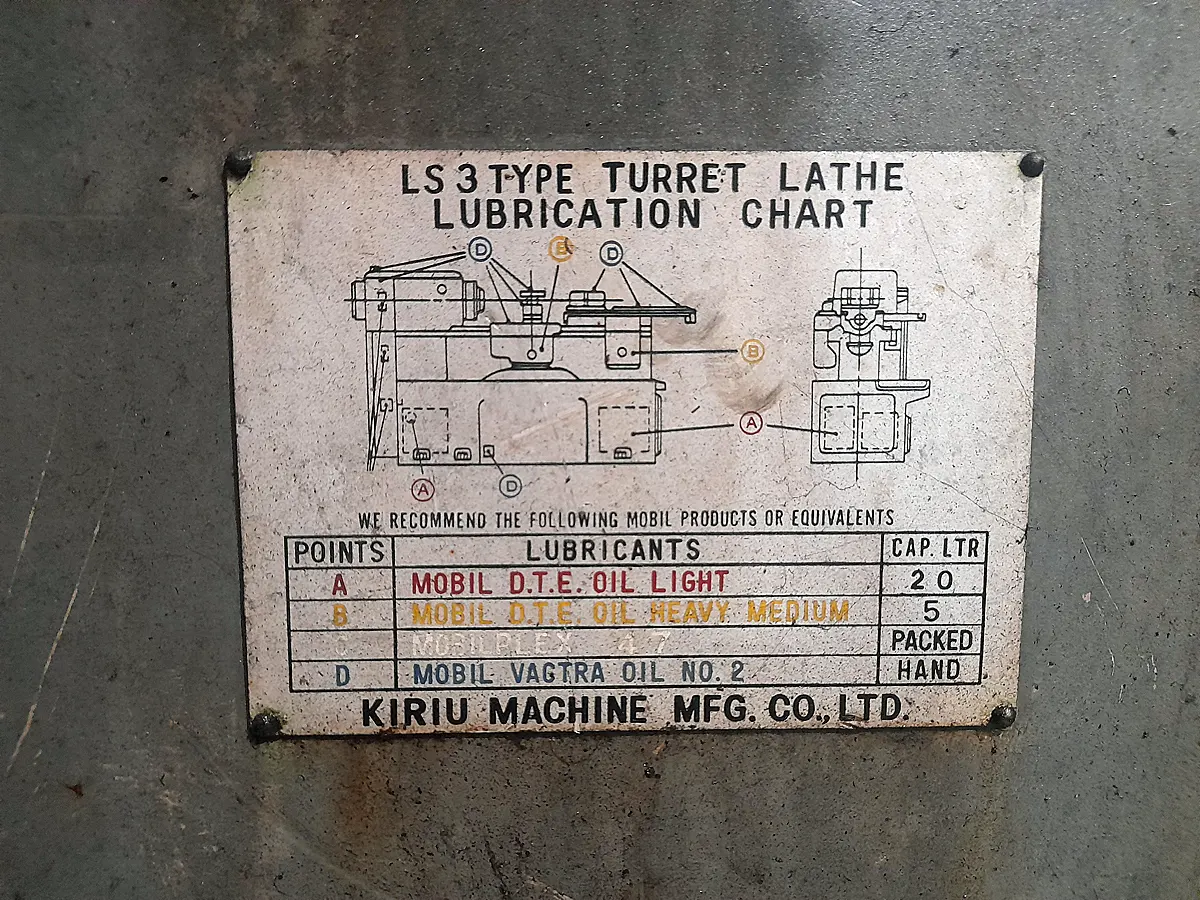 LS 3 TYPE TURRET LATHE
LUBRICATION CHART
D B D
B
A
A D
WE RECOMMEND THE FOLLOWING MOBIL PRODUCTS OR EQUIVALENTS
POINTS LUBRICANTS CAP. LTR
A MOBIL D.T.E. OIL LIGHT 20
B MOBIL D.T.E. OIL HEAVY MEDIUM 5
C MOBILPLEX 47 PACKED
D MOBIL VAGTRA OIL NO. 2 HAND
KIRIU MACHINE MFG. CO., LTD.